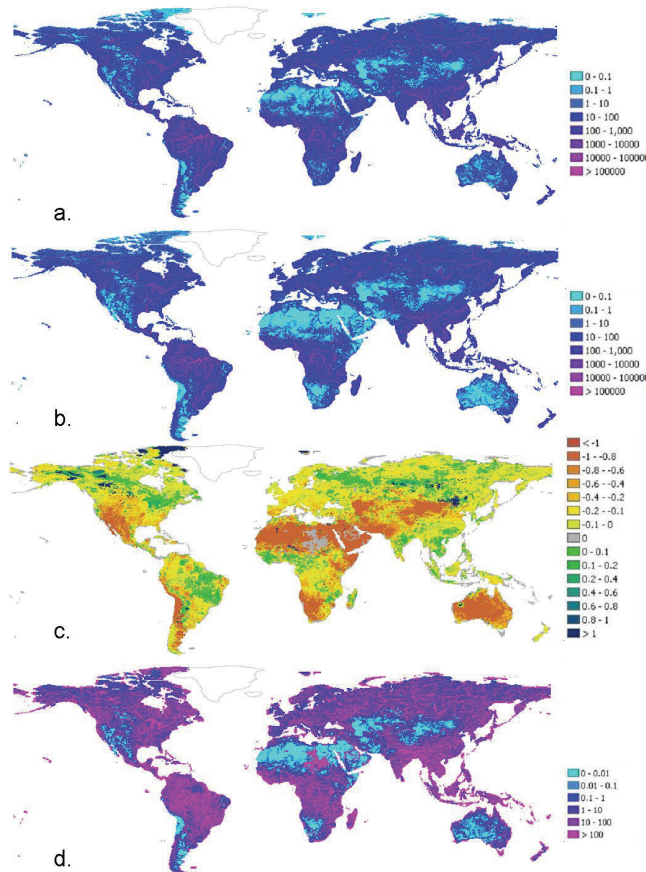 0 - 0.1
0.1 - 1
1 - 10
10 - 100
100 - 1,000
1000 - 10000
10000 - 10000
> 100000
a.
0 - 0.1
0.1 - 1
1 - 10
10 - 100
100 - 1,000
1000 - 10000
10000 - 10000
> 100000
b.
< -1
-1 - -0.8
-0.8 - -0.6
-0.6 - -0.4
-0.4 - -0.2
-0.2 - -0.1
-0.1 - 0
0
0 - 0.1
0.1 - 0.2
0.2 - 0.4
0.4 - 0.6
0.6 - 0.8
0.8 - 1
> 1
c.
0 - 0.01
0.01 - 0.1
0.1 - 1
1 - 10
10 - 100
> 100
d.